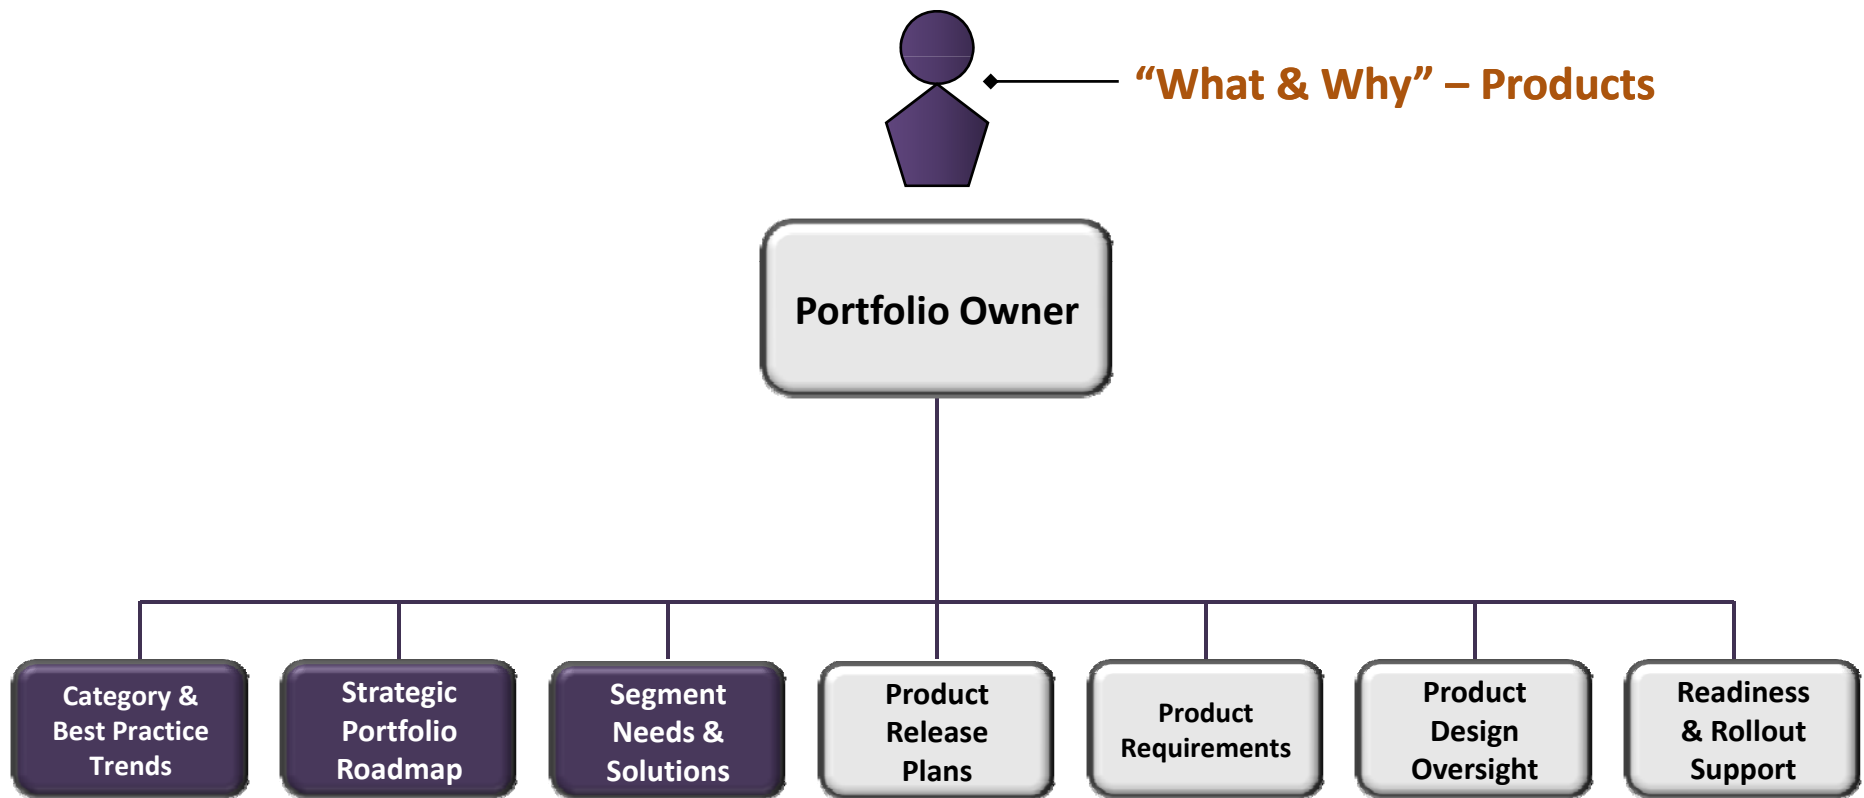 “What & Why” – Products
Portfolio Owner
Category &
Best Practice
Trends
Strategic
Portfolio
Roadmap
Segment
Needs &
Solutions
Product
Release
Plans
Product
Requirements
Product
Design
Oversight
Readiness
& Rollout
Support